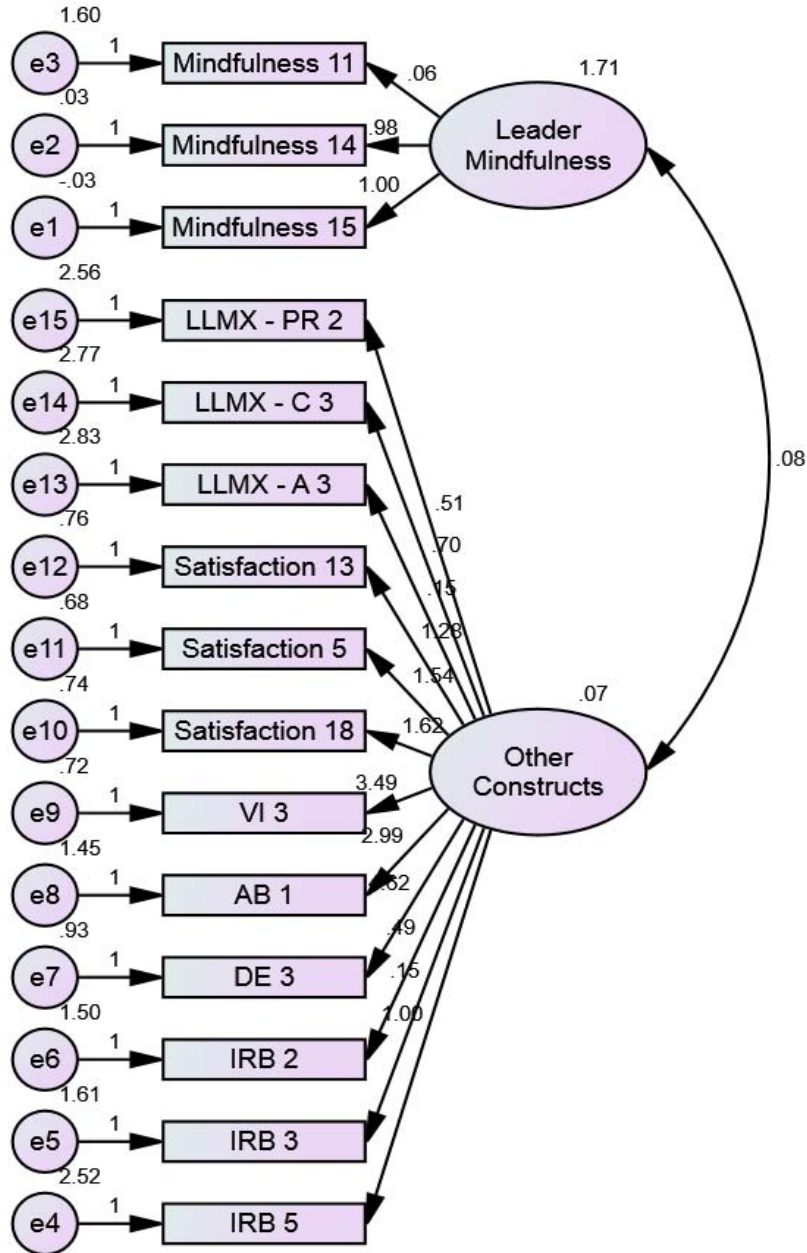 1.60
e3
1
Mindfulness 11
.06
1.71
Leader
Mindfulness
.03
e2
1
Mindfulness 14
.98
-.03
e1
1
Mindfulness 15
1.00
2.56
e15
1
LLMX - PR 2
2.77
e14
1
LLMX - C 3
2.83
e13
1
LLMX - A 3
.76
e12
1
Satisfaction 13
.68
e11
1
Satisfaction 5
.74
e10
1
Satisfaction 18
.72
e9
1
VI 3
1.45
e8
1
AB 1
.93
e7
1
DE 3
1.50
e6
1
IRB 2
1.61
e5
1
IRB 3
2.52
e4
1
IRB 5
.51
.70
.15
1.28
1.54
1.62
3.49
2.99
.49
.15
1.00
.07
Other
Constructs
.08